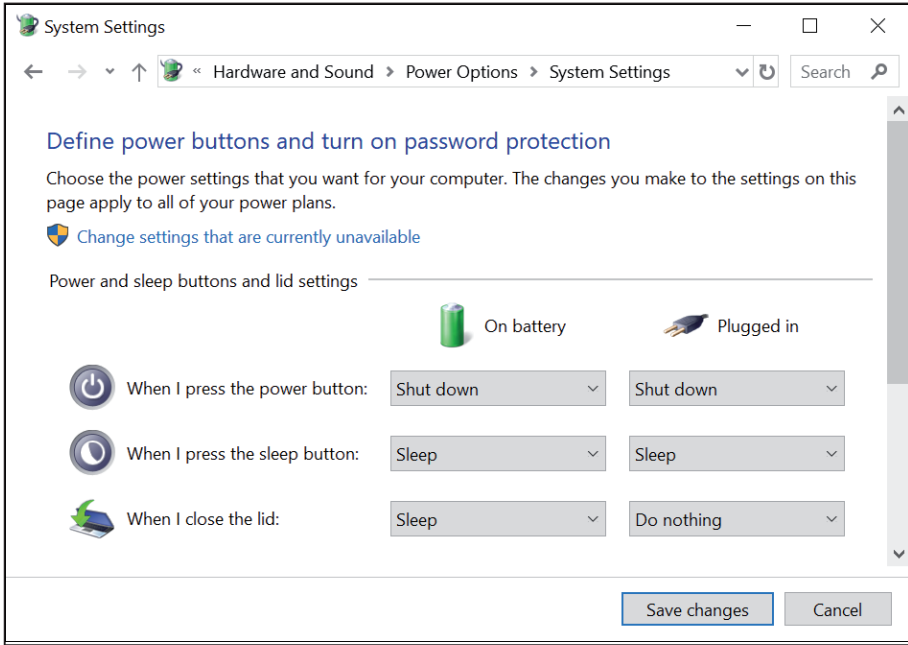 System Settings
« Hardware and Sound > Power Options > System Settings
Search
Define power buttons and turn on password protection
Choose the power settings that you want for your computer. The changes you make to the settings on this
page apply to all of your power plans.
Change settings that are currently unavailable
Power and sleep buttons and lid settings
On battery
Plugged in
When I press the power button: Shut down Shut down
When I press the sleep button: Sleep Sleep
When I close the lid: Sleep Do nothing
Save changes Cancel